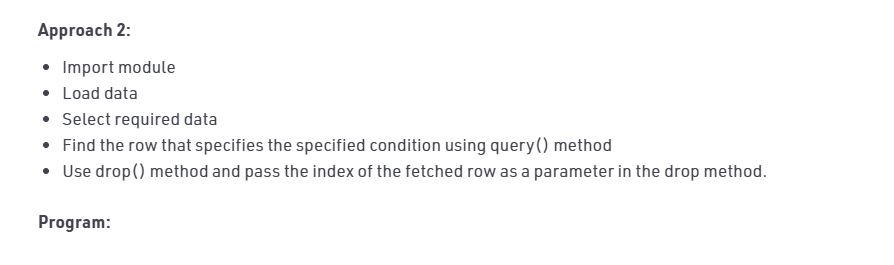 Approach 2:
• Import module
• Load data
• Select required data
• Find the row that specifies the specified condition using query() method
• Use drop() method and pass the index of the fetched row as a parameter in the drop method.
Program: